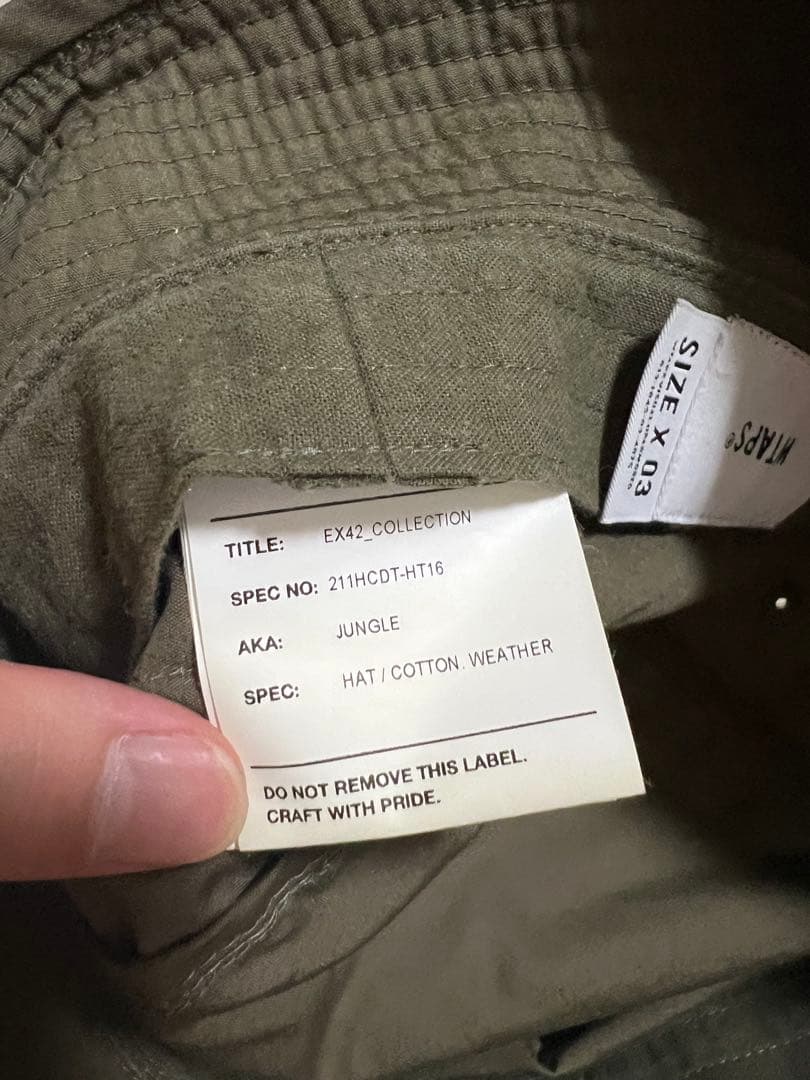 TITLE: EX42_COLLECTION
SPEC NO: 211HCDT-HT16
AKA: JUNGLE
SPEC: HAT / COTTON. WEATHER
DO NOT REMOVE THIS LABEL.
CRAFT WITH PRIDE.
WTAPS®
SIZE X 03